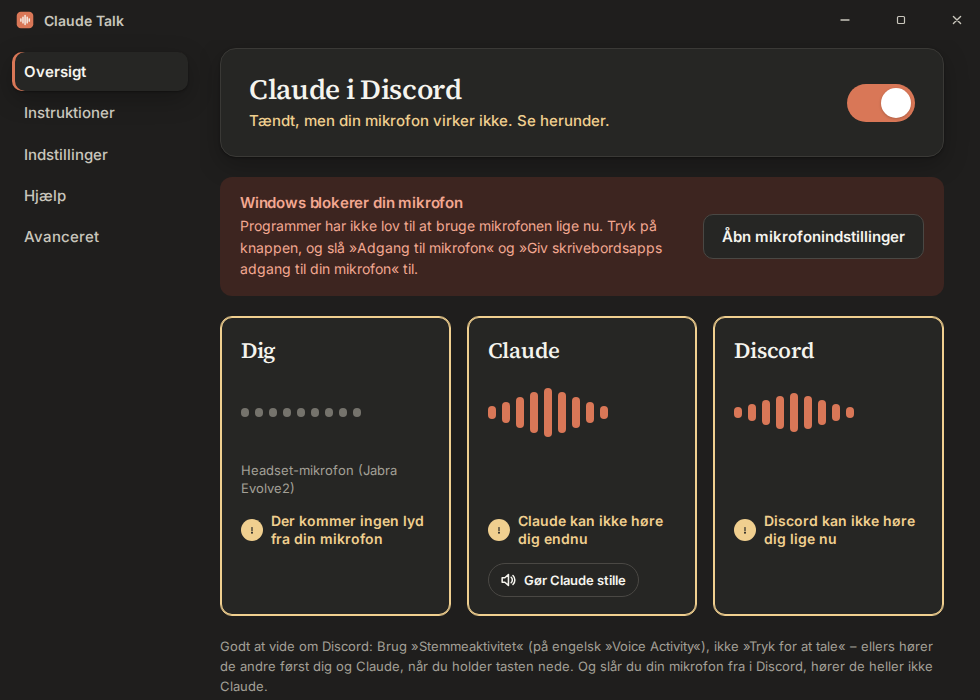 Claude Talk
Oversigt
Instruktioner
Indstillinger
Hjælp
Avanceret
Claude i Discord
Tændt, men din mikrofon virker ikke. Se herunder.
Windows blokerer din mikrofon
Programmer har ikke lov til at bruge mikrofonen lige nu. Tryk på
knappen, og slå »Adgang til mikrofon« og »Giv skrivebordsapps
adgang til din mikrofon« til.
Åbn mikrofonindstillinger
Dig
Headset-mikrofon (Jabra
Evolve2)
Der kommer ingen lyd
fra din mikrofon
Claude
Claude kan ikke høre
dig endnu
Gør Claude stille
Discord
Discord kan ikke høre
dig lige nu
Godt at vide om Discord: Brug »Stemmeaktivitet« (på engelsk »Voice Activity«), ikke »Tryk for at tale« – ellers hører
de andre først dig og Claude, når du holder tasten nede. Og slår du din mikrofon fra i Discord, hører de heller ikke
Claude.